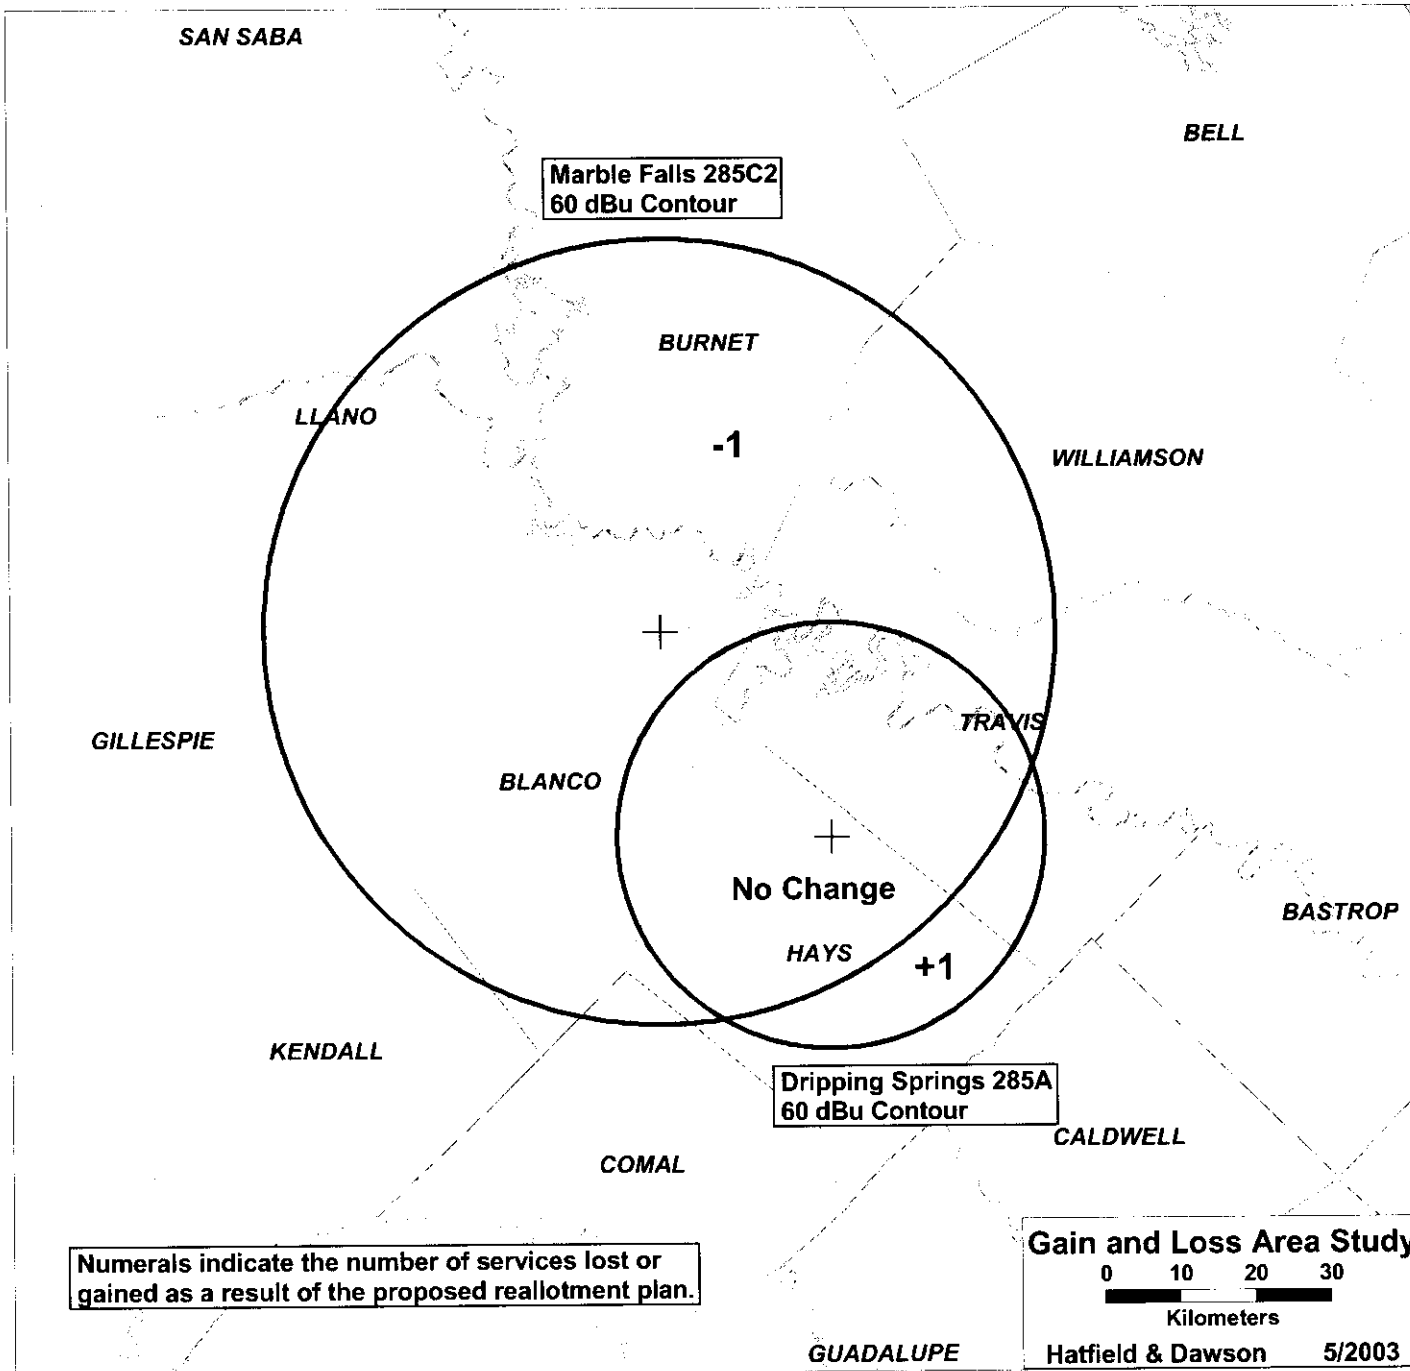 SAN SABA
BELL
Marble Falls 285C2
60 dBu Contour
BURNET
LLANO
-1
WILLIAMSON
TRAVIS
GILLESPIE
BLANCO
No Change
BASTROP
HAYS
+1
KENDALL
Dripping Springs 285A
60 dBu Contour
CALDWELL
COMAL
Numerals indicate the number of services lost or
gained as a result of the proposed reallotment plan.
Gain and Loss Area Study
0 10 20 30
Kilometers
Hatfield & Dawson 5/2003
GUADALUPE